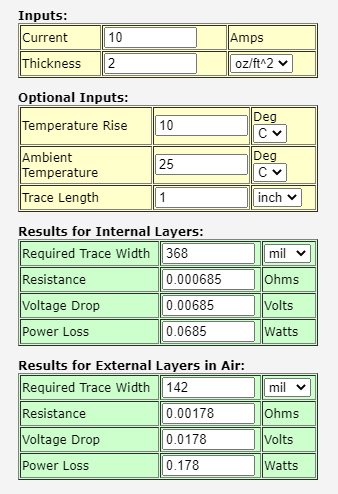 Inputs:
Current 10 Amps
Thickness 2 oz/ft^2
Optional Inputs:
Temperature Rise 10 Deg C
Ambient Temperature 25 Deg C
Trace Length 1 inch
Results for Internal Layers:
Required Trace Width 368 mil
Resistance 0.000685 Ohms
Voltage Drop 0.00685 Volts
Power Loss 0.0685 Watts
Results for External Layers in Air:
Required Trace Width 142 mil
Resistance 0.00178 Ohms
Voltage Drop 0.0178 Volts
Power Loss 0.178 Watts